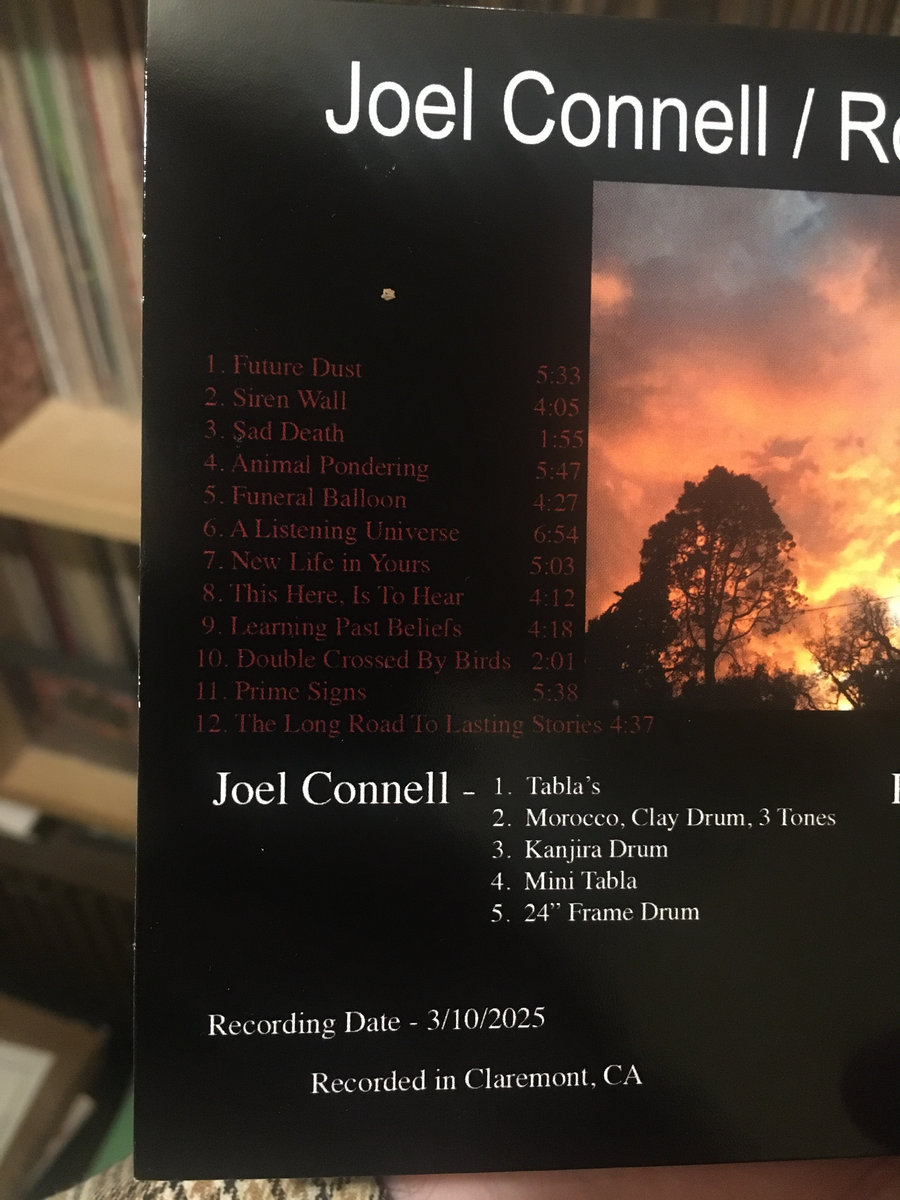 Joel Connell /
1. Future Dust 5:33
2. Siren Wall 4:05
3. Sad Death 1:55
4. Animal Pondering 5:47
5. Funeral Balloon 4:27
6. A Listening Universe 6:54
7. New Life in Yours 5:03
8. This Here, Is To Hear 4:12
9. Learning Past Beliefs 4:18
10. Double Crossed By Birds 2:01
11. Prime Signs 5:38
12. The Long Road To Lasting Stories 4:37
Joel Connell – 1. Tabla's
2. Morocco, Clay Drum, 3 Tones
3. Kanjira Drum
4. Mini Tabla
5. 24” Frame Drum
Recording Date - 3/10/2025
Recorded in Claremont, CA